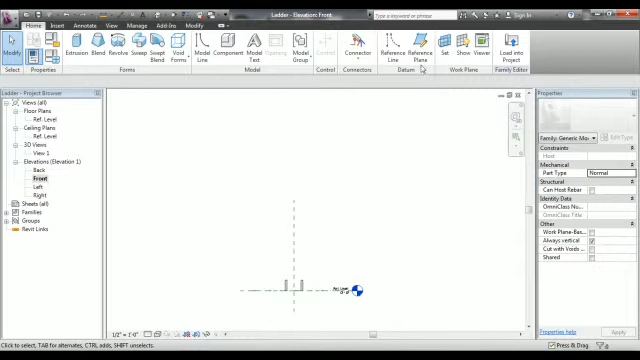 Ladder - Elevation: Front
Type a keyword or phrase
Sign In
Home Insert Annotate View Manage Modify
Modify
Extrusion Blend Revolve Sweep Swept Blend Void Forms
Model Line Component Model Text Opening Model Group
Control
Connector
Reference Line Reference Plane
Set Show Viewer
Load into Project
Select Properties Forms Model Control Connectors Datum Work Plane Family Editor
Ladder - Project Browser
Views (all)
Floor Plans
Ref. Level
Ceiling Plans
Ref. Level
3D Views
View 1
Elevations (Elevation 1)
Back
Front
Left
Right
Sheets (all)
Families
Groups
Revit Links
Ref. Level
0' - 0"
Properties
Family: Generic Mo
Edit Type
Constraints
Host
Mechanical
Part Type Normal
Structural
Can Host Rebar
Identity Data
OmniClass Nu...
OmniClass Title
Other
Work Plane-Bas...
Always vertical
Cut with Voids ...
Shared
Properties help
Apply
1/2" = 1'-0"
Click to select, TAB for alternates, CTRL adds, SHIFT unselects.
Press & Drag